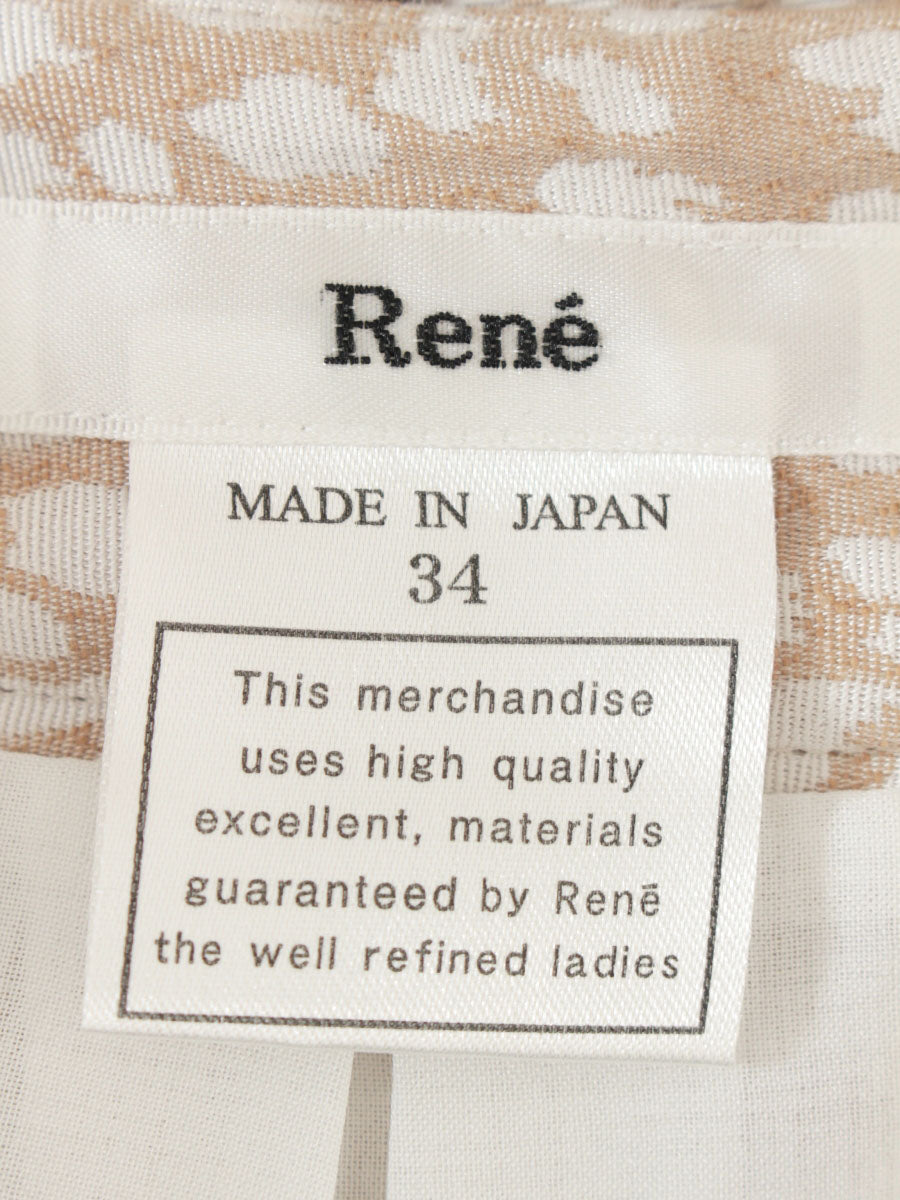 René
MADE IN JAPAN
34
This merchandise
uses high quality
excellent, materials
guaranteed by Renē
the well refined ladies